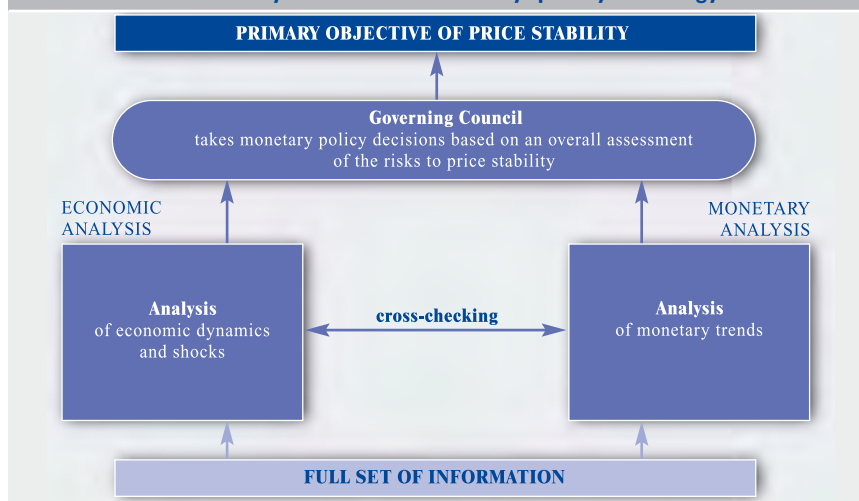 PRIMARY OBJECTIVE OF PRICE STABILITY
Governing Council
takes monetary policy decisions based on an overall assessment
of the risks to price stability
ECONOMIC
ANALYSIS
MONETARY
ANALYSIS
Analysis
of economic dynamics
and shocks
cross-checking
Analysis
of monetary trends
FULL SET OF INFORMATION